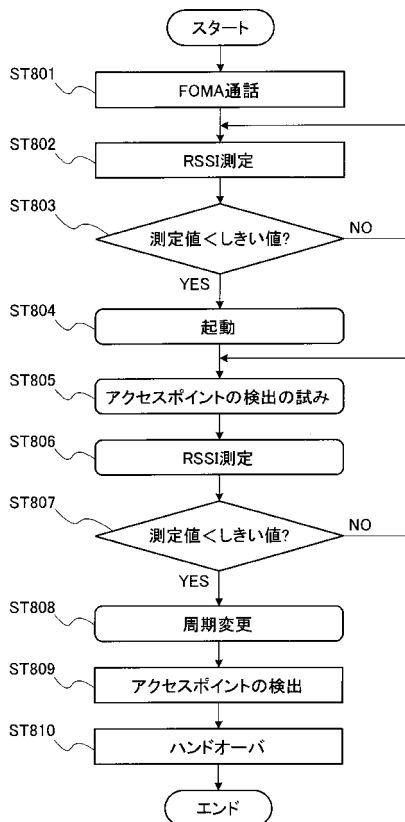 スタート
ST801
FOMA通話
ST802
RSSI測定
ST803
測定値<しきい値?
NO
YES
ST804
起動
ST805
アクセスポイントの検出の試み
ST806
RSSI測定
ST807
測定値<しきい値?
NO
YES
ST808
周期変更
ST809
アクセスポイントの検出
ST810
ハンドオーバ
エンド